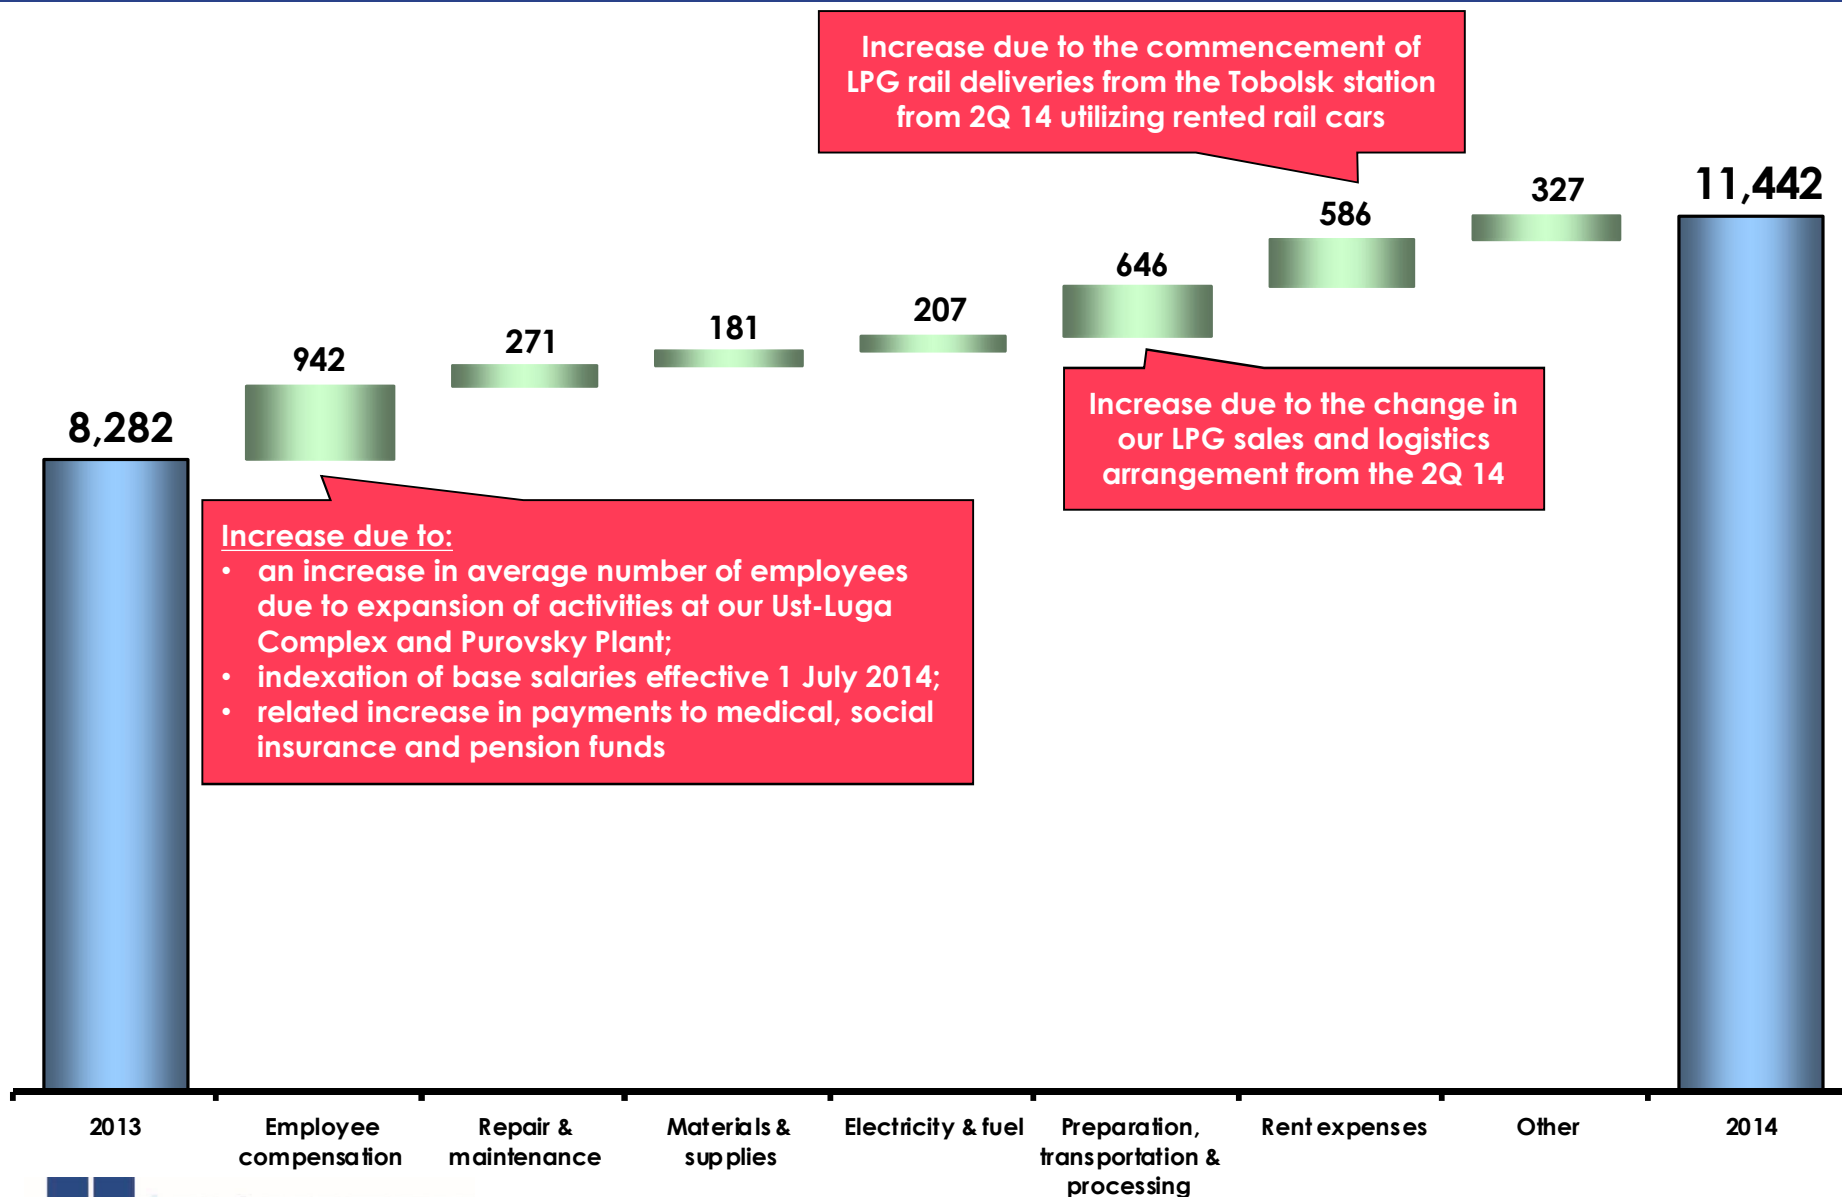 Increase due to the commencement of
LPG rail deliveries from the Tobolsk station
from 2Q 14 utilizing rented rail cars
8,282
942
271
181
207
646
586
327
11,442
Increase due to the change in
our LPG sales and logistics
arrangement from the 2Q 14
Increase due to:
• an increase in average number of employees
due to expansion of activities at our Ust-Luga
Complex and Purovsky Plant;
• indexation of base salaries effective 1 July 2014;
• related increase in payments to medical, social
insurance and pension funds
2013
Employee
compensation
Repair &
maintenance
Materials &
supplies
Electricity & fuel
Preparation,
transportation &
processing
Rent expenses
Other
2014